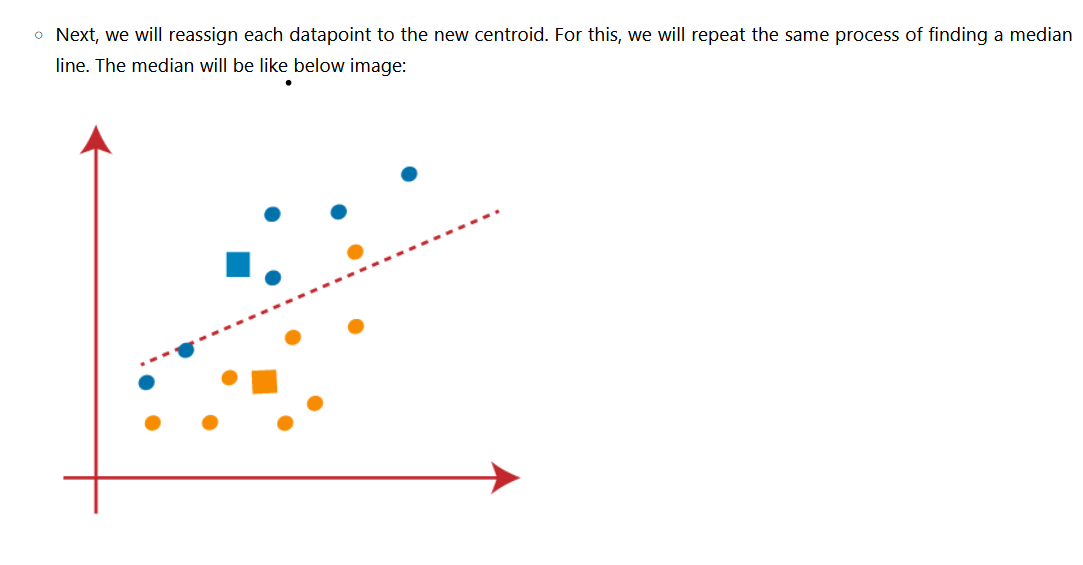 Next, we will reassign each datapoint to the new centroid. For this, we will repeat the same process of finding a median
line. The median will be like below image: